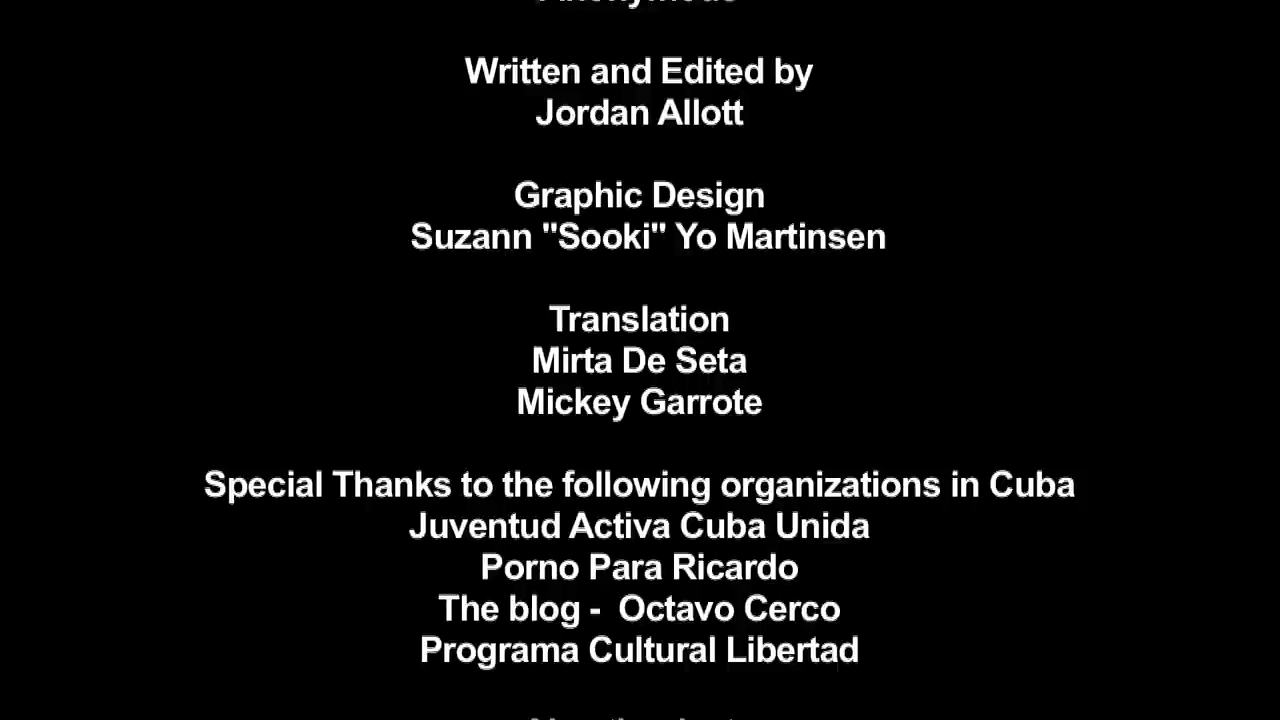 Anonymous
Written and Edited by
Jordan Allott
Graphic Design
Suzann "Sooki" Yo Martinsen
Translation
Mirta De Seta
Mickey Garrote
Special Thanks to the following organizations in Cuba
Juventud Activa Cuba Unida
Porno Para Ricardo
The blog -  Octavo Cerco
Programa Cultural Libertad